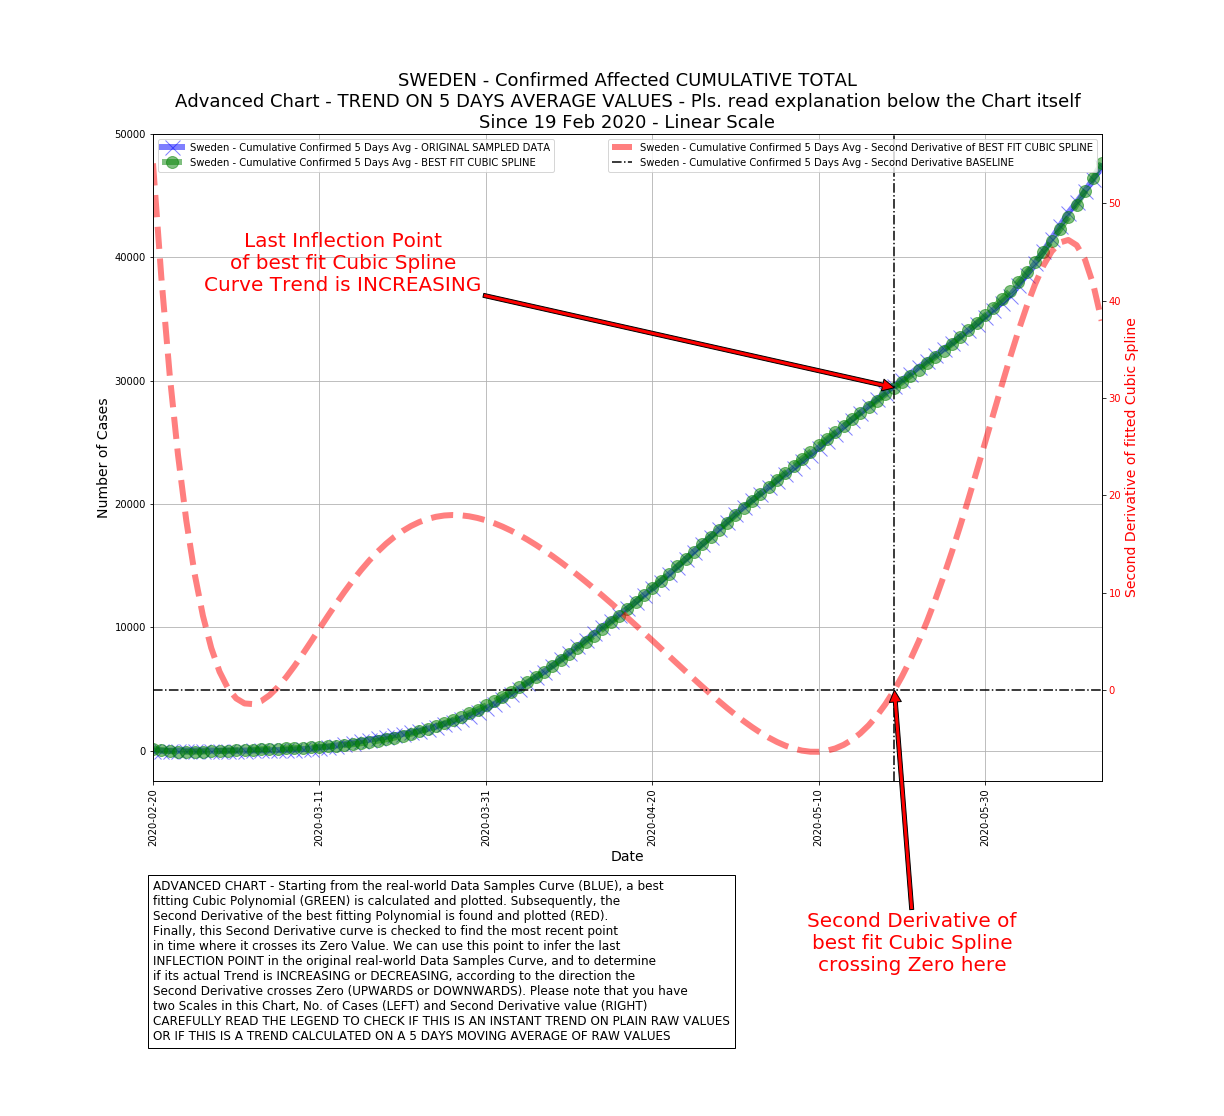 SWEDEN - Confirmed Affected CUMULATIVE TOTAL
Advanced Chart - TREND ON 5 DAYS AVERAGE VALUES - Pls. read explanation below the Chart itself
Since 19 Feb 2020 - Linear Scale
Sweden - Cumulative Confirmed 5 Days Avg - ORIGINAL SAMPLED DATA
Sweden - Cumulative Confirmed 5 Days Avg - BEST FIT CUBIC SPLINE
Sweden - Cumulative Confirmed 5 Days Avg - Second Derivative of BEST FIT CUBIC SPLINE
Sweden - Cumulative Confirmed 5 Days Avg - Second Derivative BASELINE
Last Inflection Point
of best fit Cubic Spline
Curve Trend is INCREASING
Number of Cases
50000
40000
30000
20000
10000
0
Second Derivative of fitted Cubic Spline
50
40
30
20
10
0
2020-02-20
2020-03-11
2020-03-31
2020-04-20
2020-05-10
2020-05-30
Date
ADVANCED CHART - Starting from the real-world Data Samples Curve (BLUE), a best
fitting Cubic Polynomial (GREEN) is calculated and plotted. Subsequently, the
Second Derivative of the best fitting Polynomial is found and plotted (RED).
Finally, this Second Derivative curve is checked to find the most recent point
in time where it crosses its Zero Value. We can use this point to infer the last
INFLECTION POINT in the original real-world Data Samples Curve, and to determine
if its actual Trend is INCREASING or DECREASING, according to the direction the
Second Derivative crosses Zero (UPWARDS or DOWNWARDS). Please note that you have
two Scales in this Chart, No. of Cases (LEFT) and Second Derivative value (RIGHT)
CAREFULLY READ THE LEGEND TO CHECK IF THIS IS AN INSTANT TREND ON PLAIN RAW VALUES
OR IF THIS IS A TREND CALCULATED ON A 5 DAYS MOVING AVERAGE OF RAW VALUES
Second Derivative of
best fit Cubic Spline
crossing Zero here